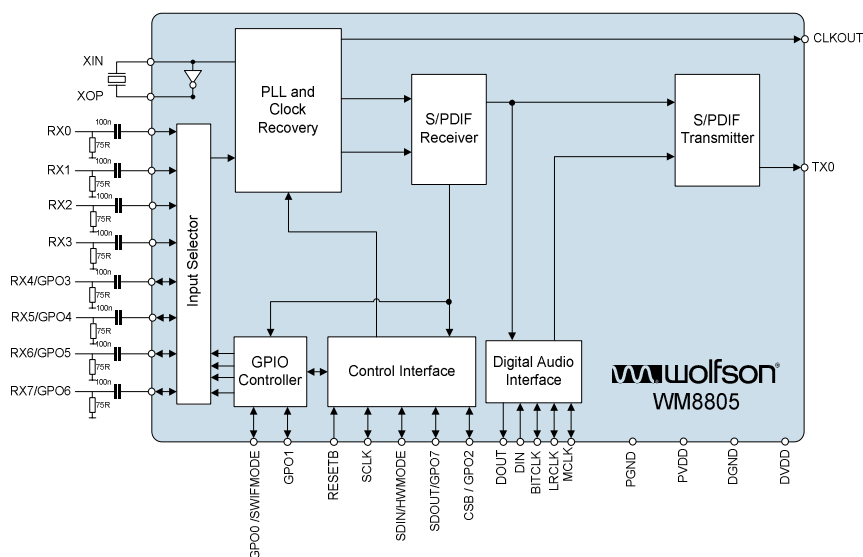 XIN
XOP
RX0
100n
75R
RX1
100n
75R
RX2
100n
75R
RX3
100n
75R
RX4/GPO3
100n
75R
RX5/GPO4
100n
75R
RX6/GPO5
100n
75R
RX7/GPO6
100n
75R
Input Selector
PLL and
Clock
Recovery
S/PDIF
Receiver
S/PDIF
Transmitter
CLKOUT
TX0
GPIO
Controller
Control Interface
Digital Audio
Interface
wolfson®
WM8805
GPO0 /SWIFMODE
GPO1
RESETB
SCLK
SDIN/HWMODE
SDOUT/GPO7
CSB / GPO2
DOUT
DIN
BITCLK
LRCLK
MCLK
PGND
PVDD
DGND
DVDD